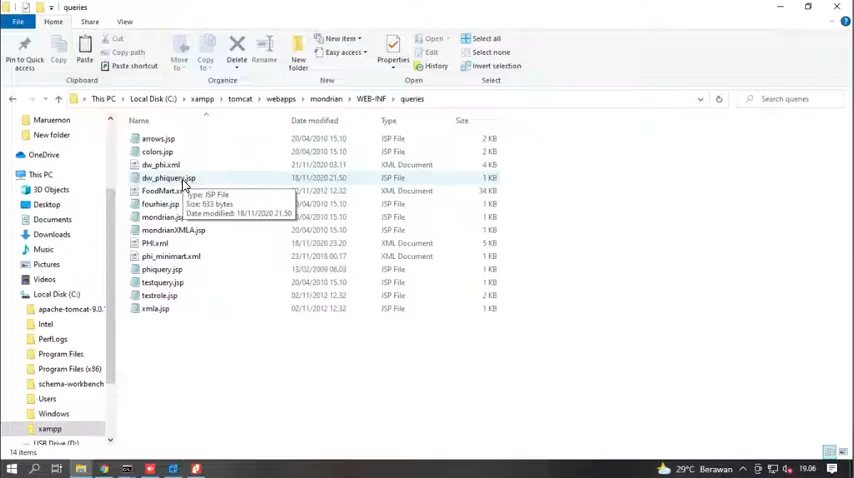 queries
File Home Share View
Pin to Quick access
Copy
Paste
Cut
Copy path
Paste shortcut
Clipboard
Move to
Copy to
Delete
Rename
Organize
New folder
New item
Easy access
New
Properties
Open
Edit
History
Open
Select all
Select none
Invert selection
Select
This PC Local Disk (C:) xampp tomcat webapps mondrian WEB-INF queries
Search queries
Maruemon
New folder
OneDrive
This PC
3D Objects
Desktop
Documents
Downloads
Music
Pictures
Videos
Local Disk (C:)
apache-tomcat-9.0.
Intel
PerfLogs
Program Files
Program Files (x86)
schema-workbench
Users
Windows
xampp
USB Drive (D:)
Name Date modified Type Size
arrows.jsp 20/04/2010 15.10 JSP File 2 KB
colors.jsp 20/04/2010 15.10 JSP File 2 KB
dw_phi.xml 21/11/2020 03.11 XML Document 4 KB
dw_phiquery.jsp 18/11/2020 21.50 JSP File 1 KB
FoodMart.xm 02/11/2012 12.32 XML Document 34 KB
fourhier.jsp 20/04/2010 15.10 JSP File 1 KB
mondrian.js 20/04/2010 15.10 JSP File 1 KB
mondrianXMLA.jsp 20/04/2010 15.10 JSP File 1 KB
PHI.xml 18/11/2020 23.20 XML Document 5 KB
phi_minimart.xml 23/11/2018 00.17 XML Document 1 KB
phiquery.jsp 13/02/2009 08.03 JSP File 1 KB
testquery.jsp 20/04/2010 15.10 JSP File 1 KB
testrole.jsp 02/11/2012 12.32 JSP File 2 KB
xmla.jsp 02/11/2012 12.32 JSP File 1 KB
Type: JSP File
Size: 633 bytes
Date modified: 18/11/2020 21.50
14 items
29°C Berawan 19.06